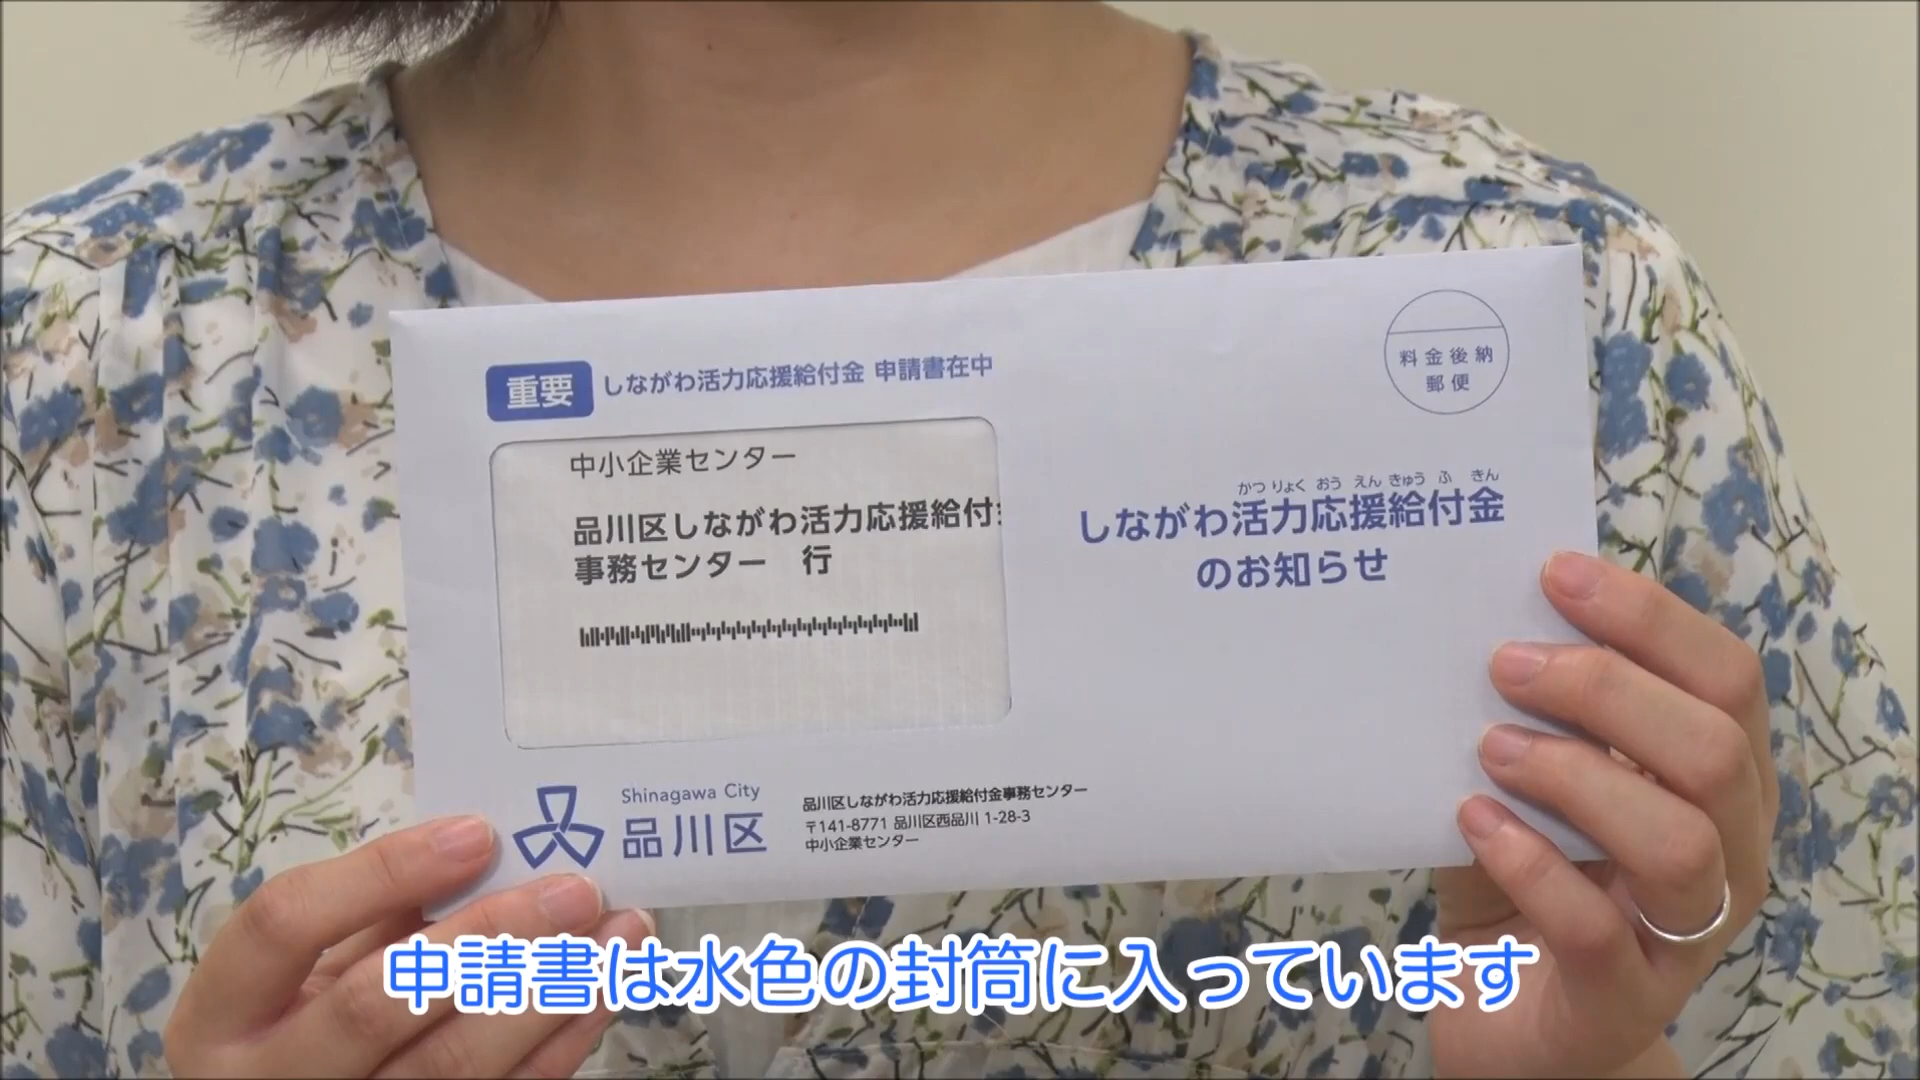 重要 しながわ活力応援給付金 申請書在中
料金後納
郵便
中小企業センター
品川区しながわ活力応援給付
事務センター 行
かつりょく おうえん きゅうふきん
しながわ活力応援給付金
のお知らせ
Shinagawa City
品川区
品川区しながわ活力応援給付金事務センター
〒141-8771 品川区西品川 1-28-3
中小企業センター
申請書は水色の封筒に入っています